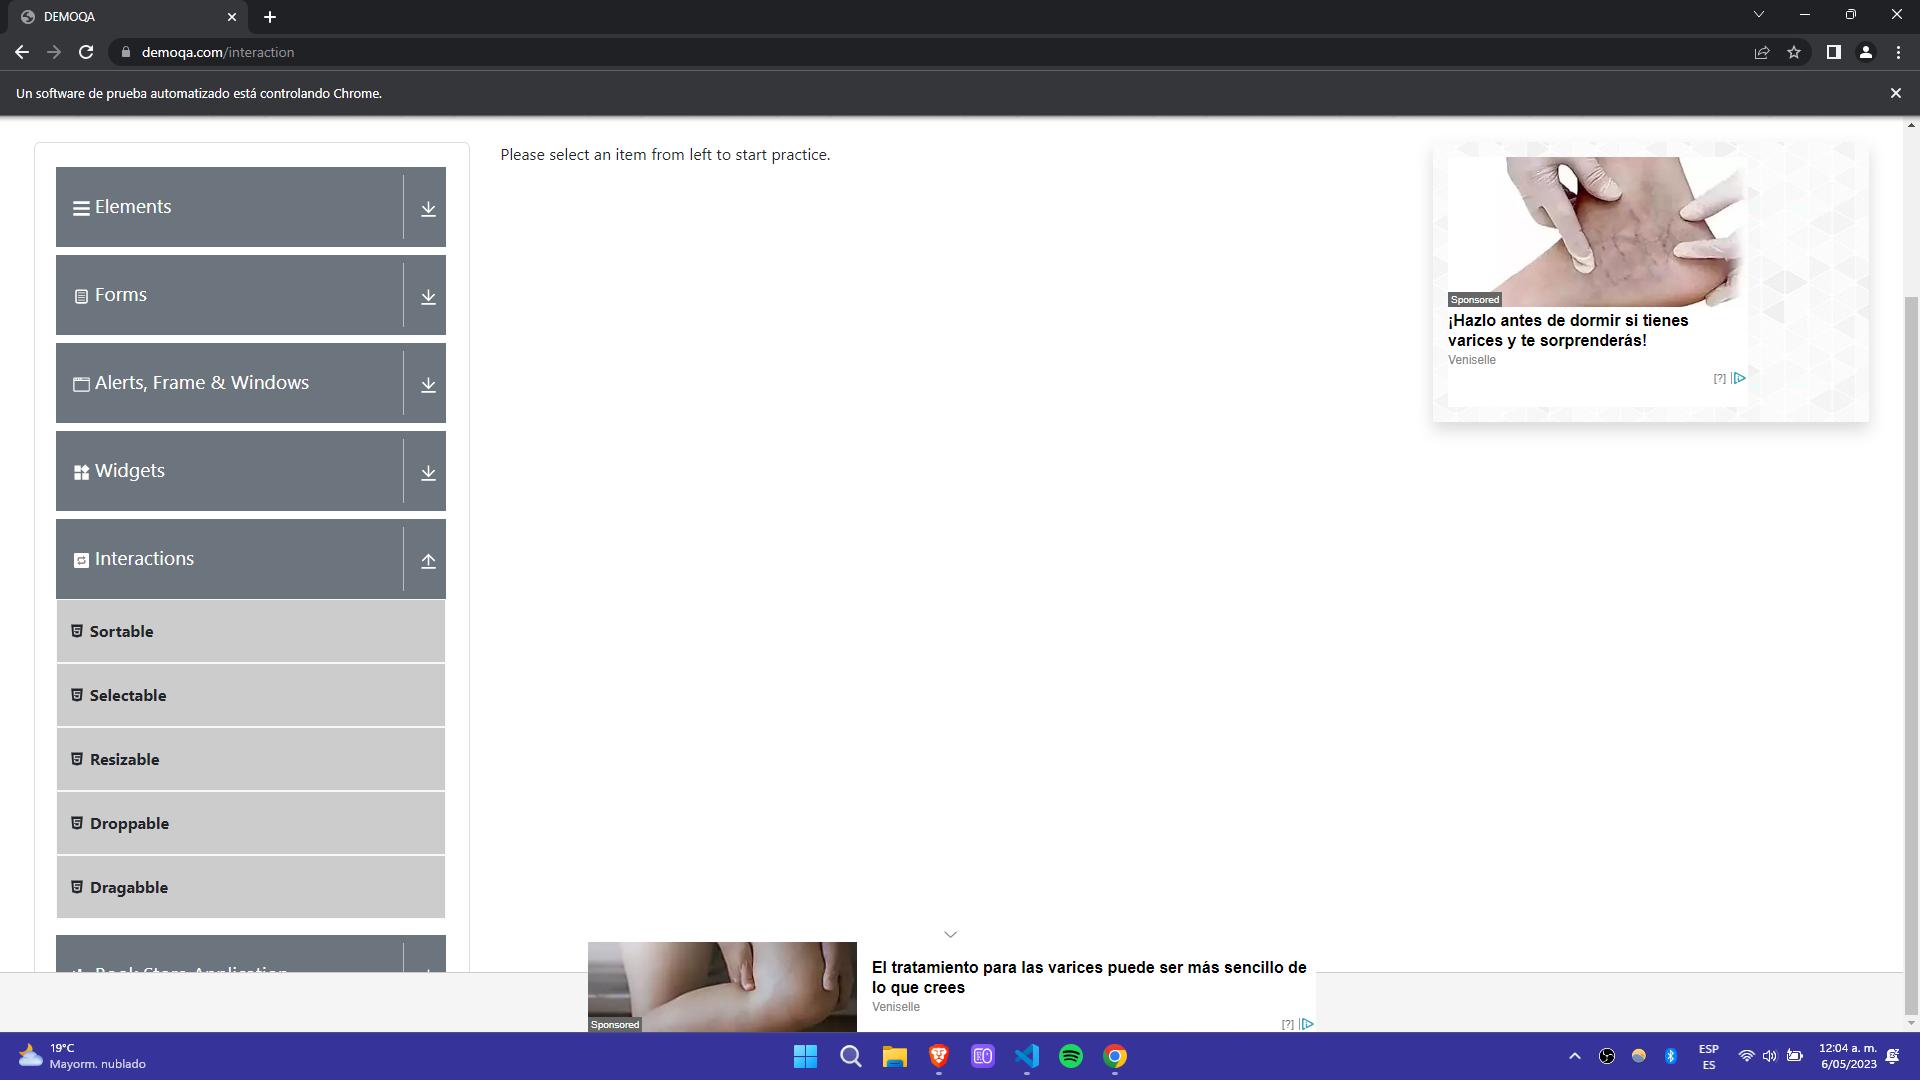 DEMOQA
demoqa.com/interaction
Un software de prueba automatizado está controlando Chrome.
Elements
Forms
Alerts, Frame & Windows
Widgets
Interactions
Sortable
Selectable
Resizable
Droppable
Dragabble
Book Store Application
Please select an item from left to start practice.
Sponsored
¡Hazlo antes de dormir si tienes
varices y te sorprenderás!
Veniselle
[?]
Sponsored
El tratamiento para las varices puede ser más sencillo de
lo que crees
Veniselle
[?]
19°C
Mayorm. nublado
ESP
ES
12:04 a. m.
6/05/2023